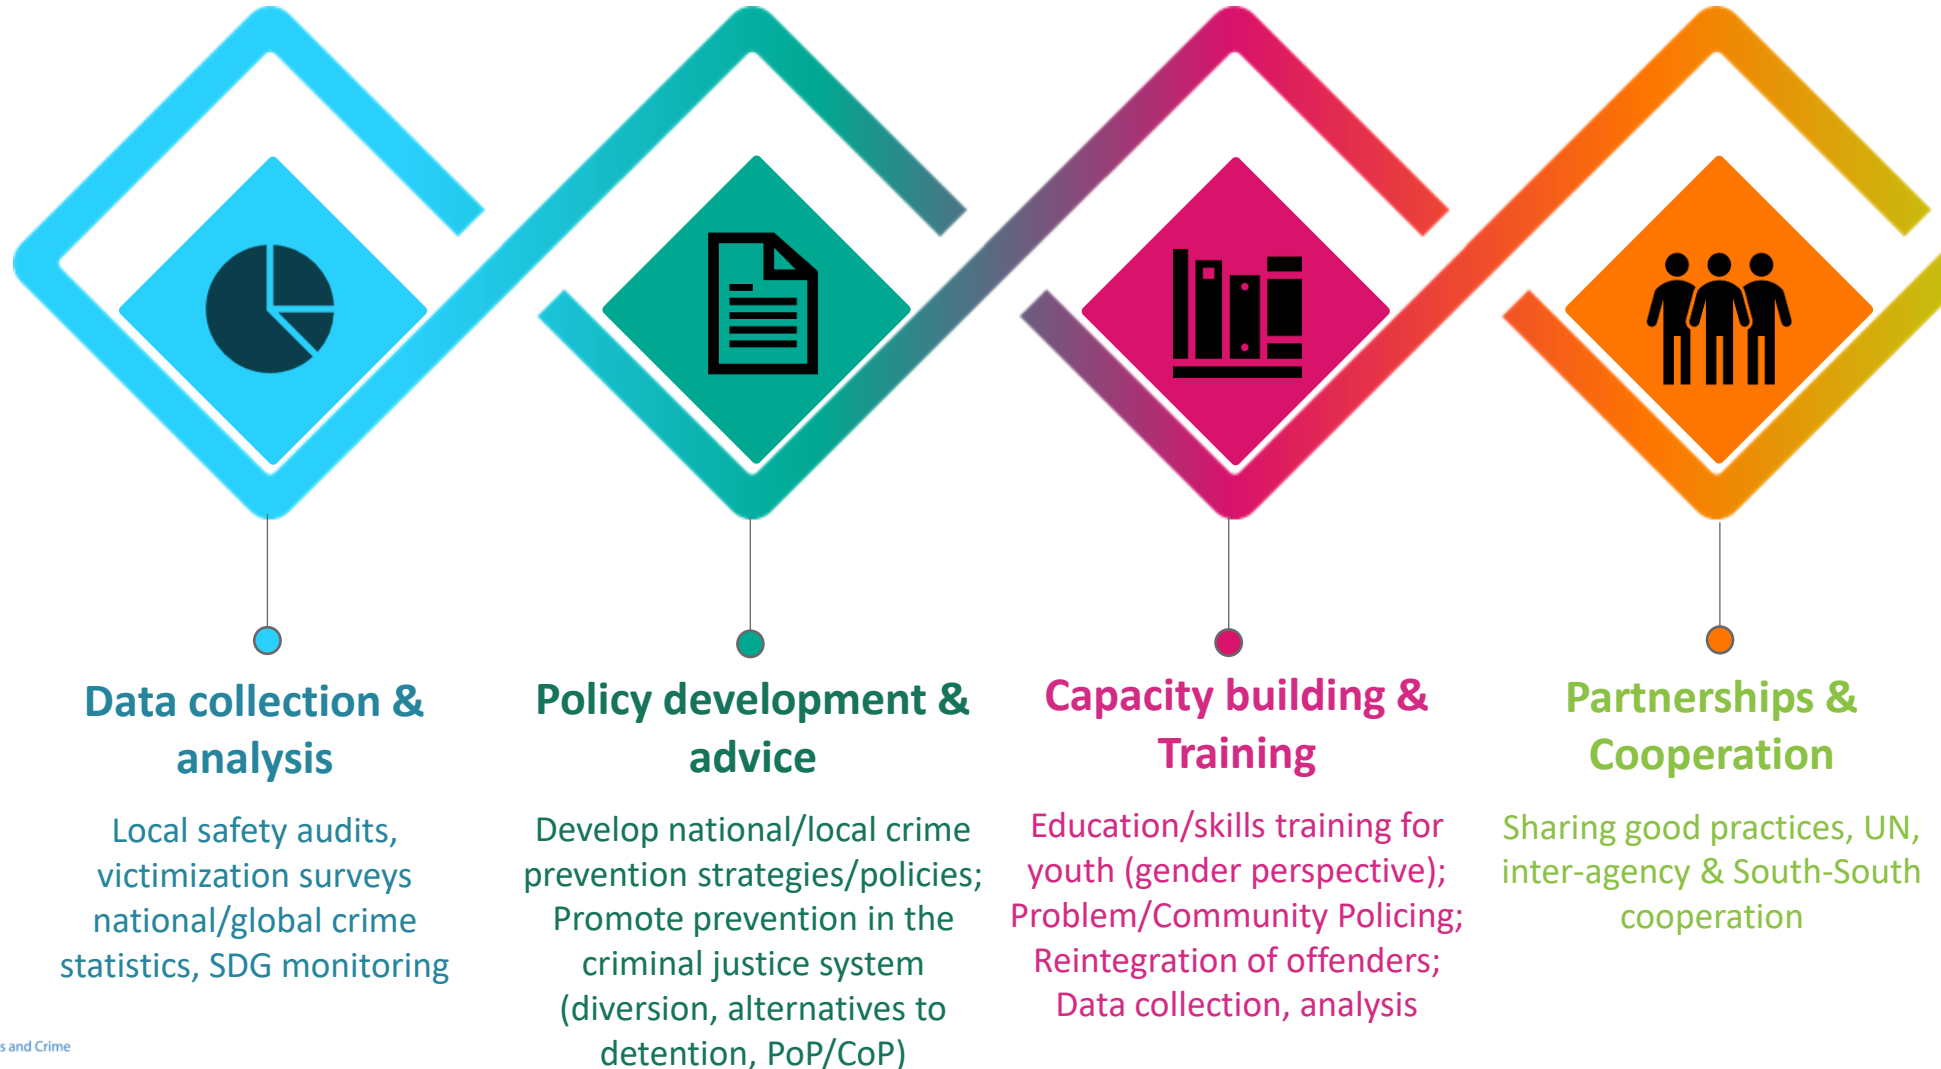 Data collection &
analysis
Local safety audits,
victimization surveys
national/global crime
statistics, SDG monitoring
Policy development &
advice
Develop national/local crime
prevention strategies/policies;
Promote prevention in the
criminal justice system
(diversion, alternatives to
detention, PoP/CoP)
Capacity building &
Training
Education/skills training for
youth (gender perspective);
Problem/Community Policing;
Reintegration of offenders;
Data collection, analysis
Partnerships &
Cooperation
Sharing good practices, UN,
inter-agency & South-South
cooperation
s and Crime